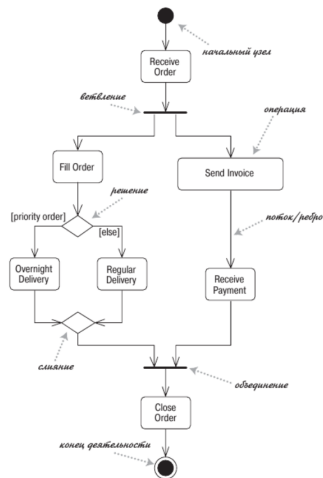 начальный узел
Receive
Order
ветвление
операция
Fill Order
Send Invoice
решение
[priority order]
[else]
поток/ребро
Overnight
Delivery
Regular
Delivery
Receive
Payment
слияние
объединение
Close
Order
конец деятельности